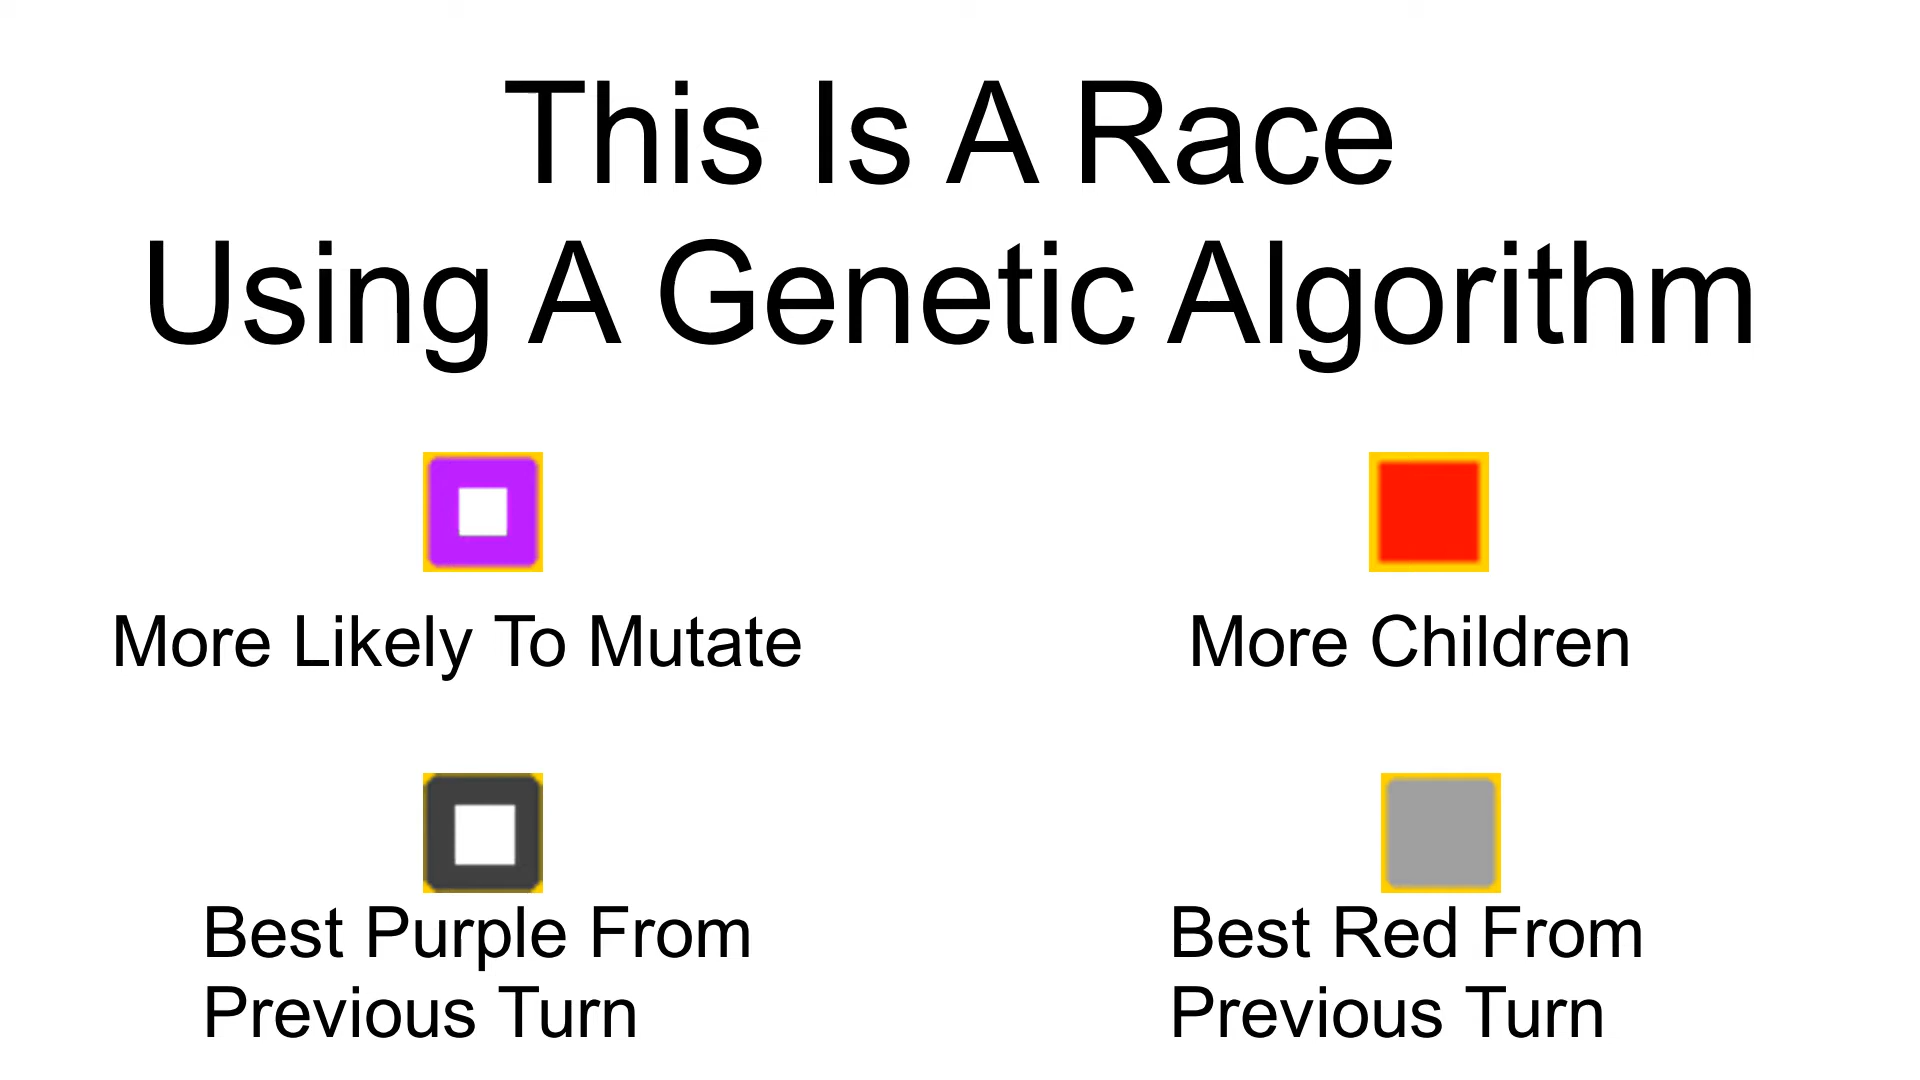 This Is A Race
Using A Genetic Algorithm
More Likely To Mutate
More Children
Best Purple From
Previous Turn
Best Red From
Previous Turn